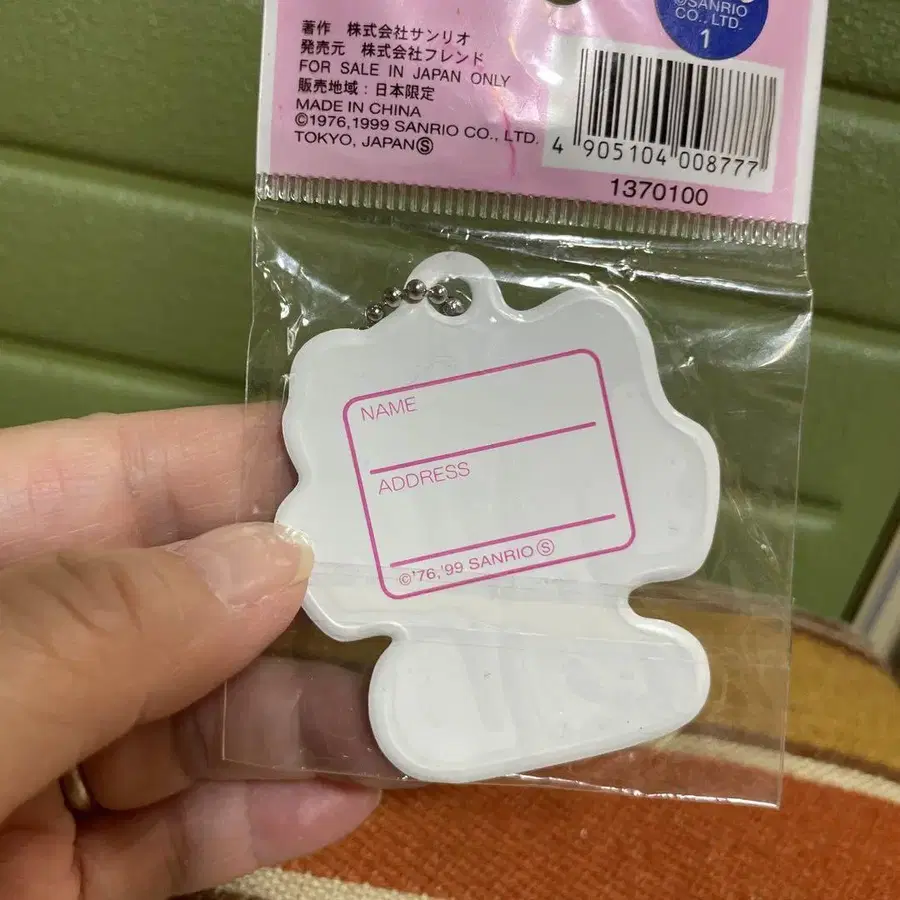 ©SANRIO
CO., LTD.
1
著作 株式会社サンリオ
発売元 株式会社フレンド
FOR SALE IN JAPAN ONLY
販売地域：日本限定
MADE IN CHINA
©1976,1999 SANRIO CO., LTD.
TOKYO, JAPANⓈ
4 905104 008777
1370100
NAME
ADDRESS
©'76,'99 SANRIOⓈ